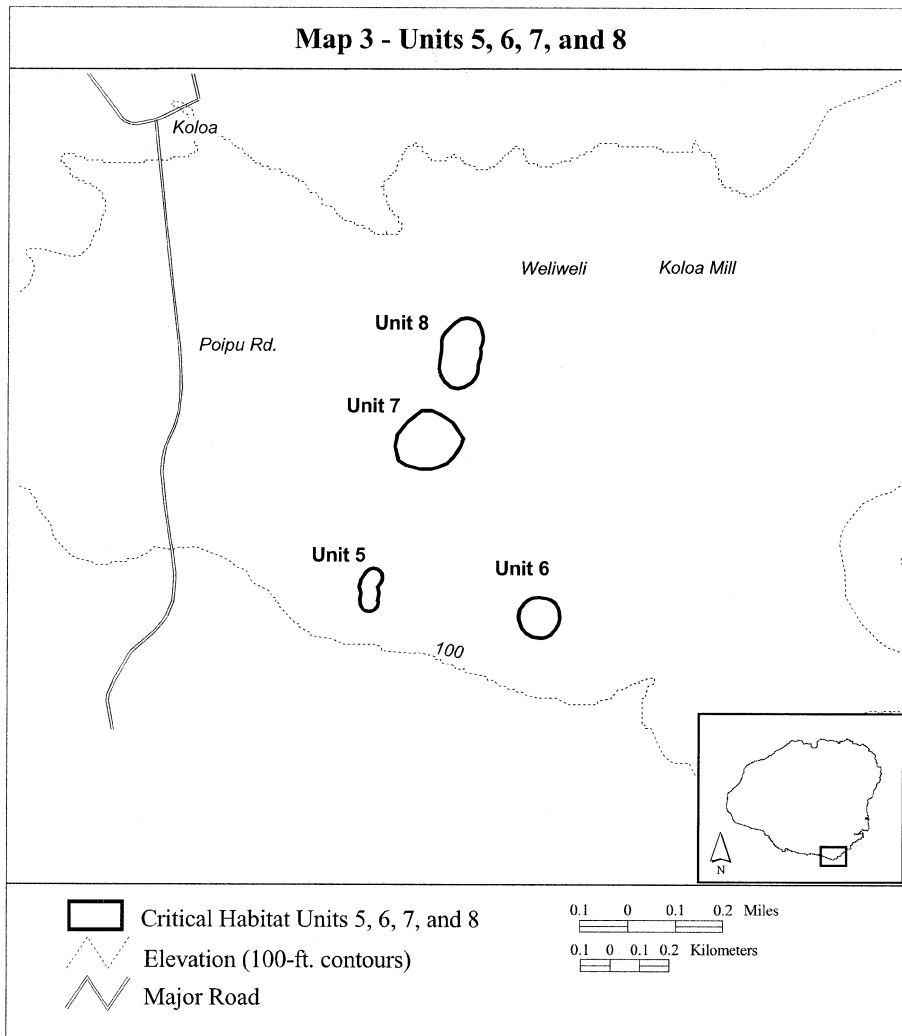 Map 3 - Units 5, 6, 7, and 8
Koloa
Weliweli Koloa Mill
Unit 8
Poipu Rd.
Unit 7
Unit 5
Unit 6
100
N
Critical Habitat Units 5, 6, 7, and 8
Elevation (100-ft. contours)
Major Road
0.1 0 0.1 0.2 Miles
0.1 0 0.1 0.2 Kilometers